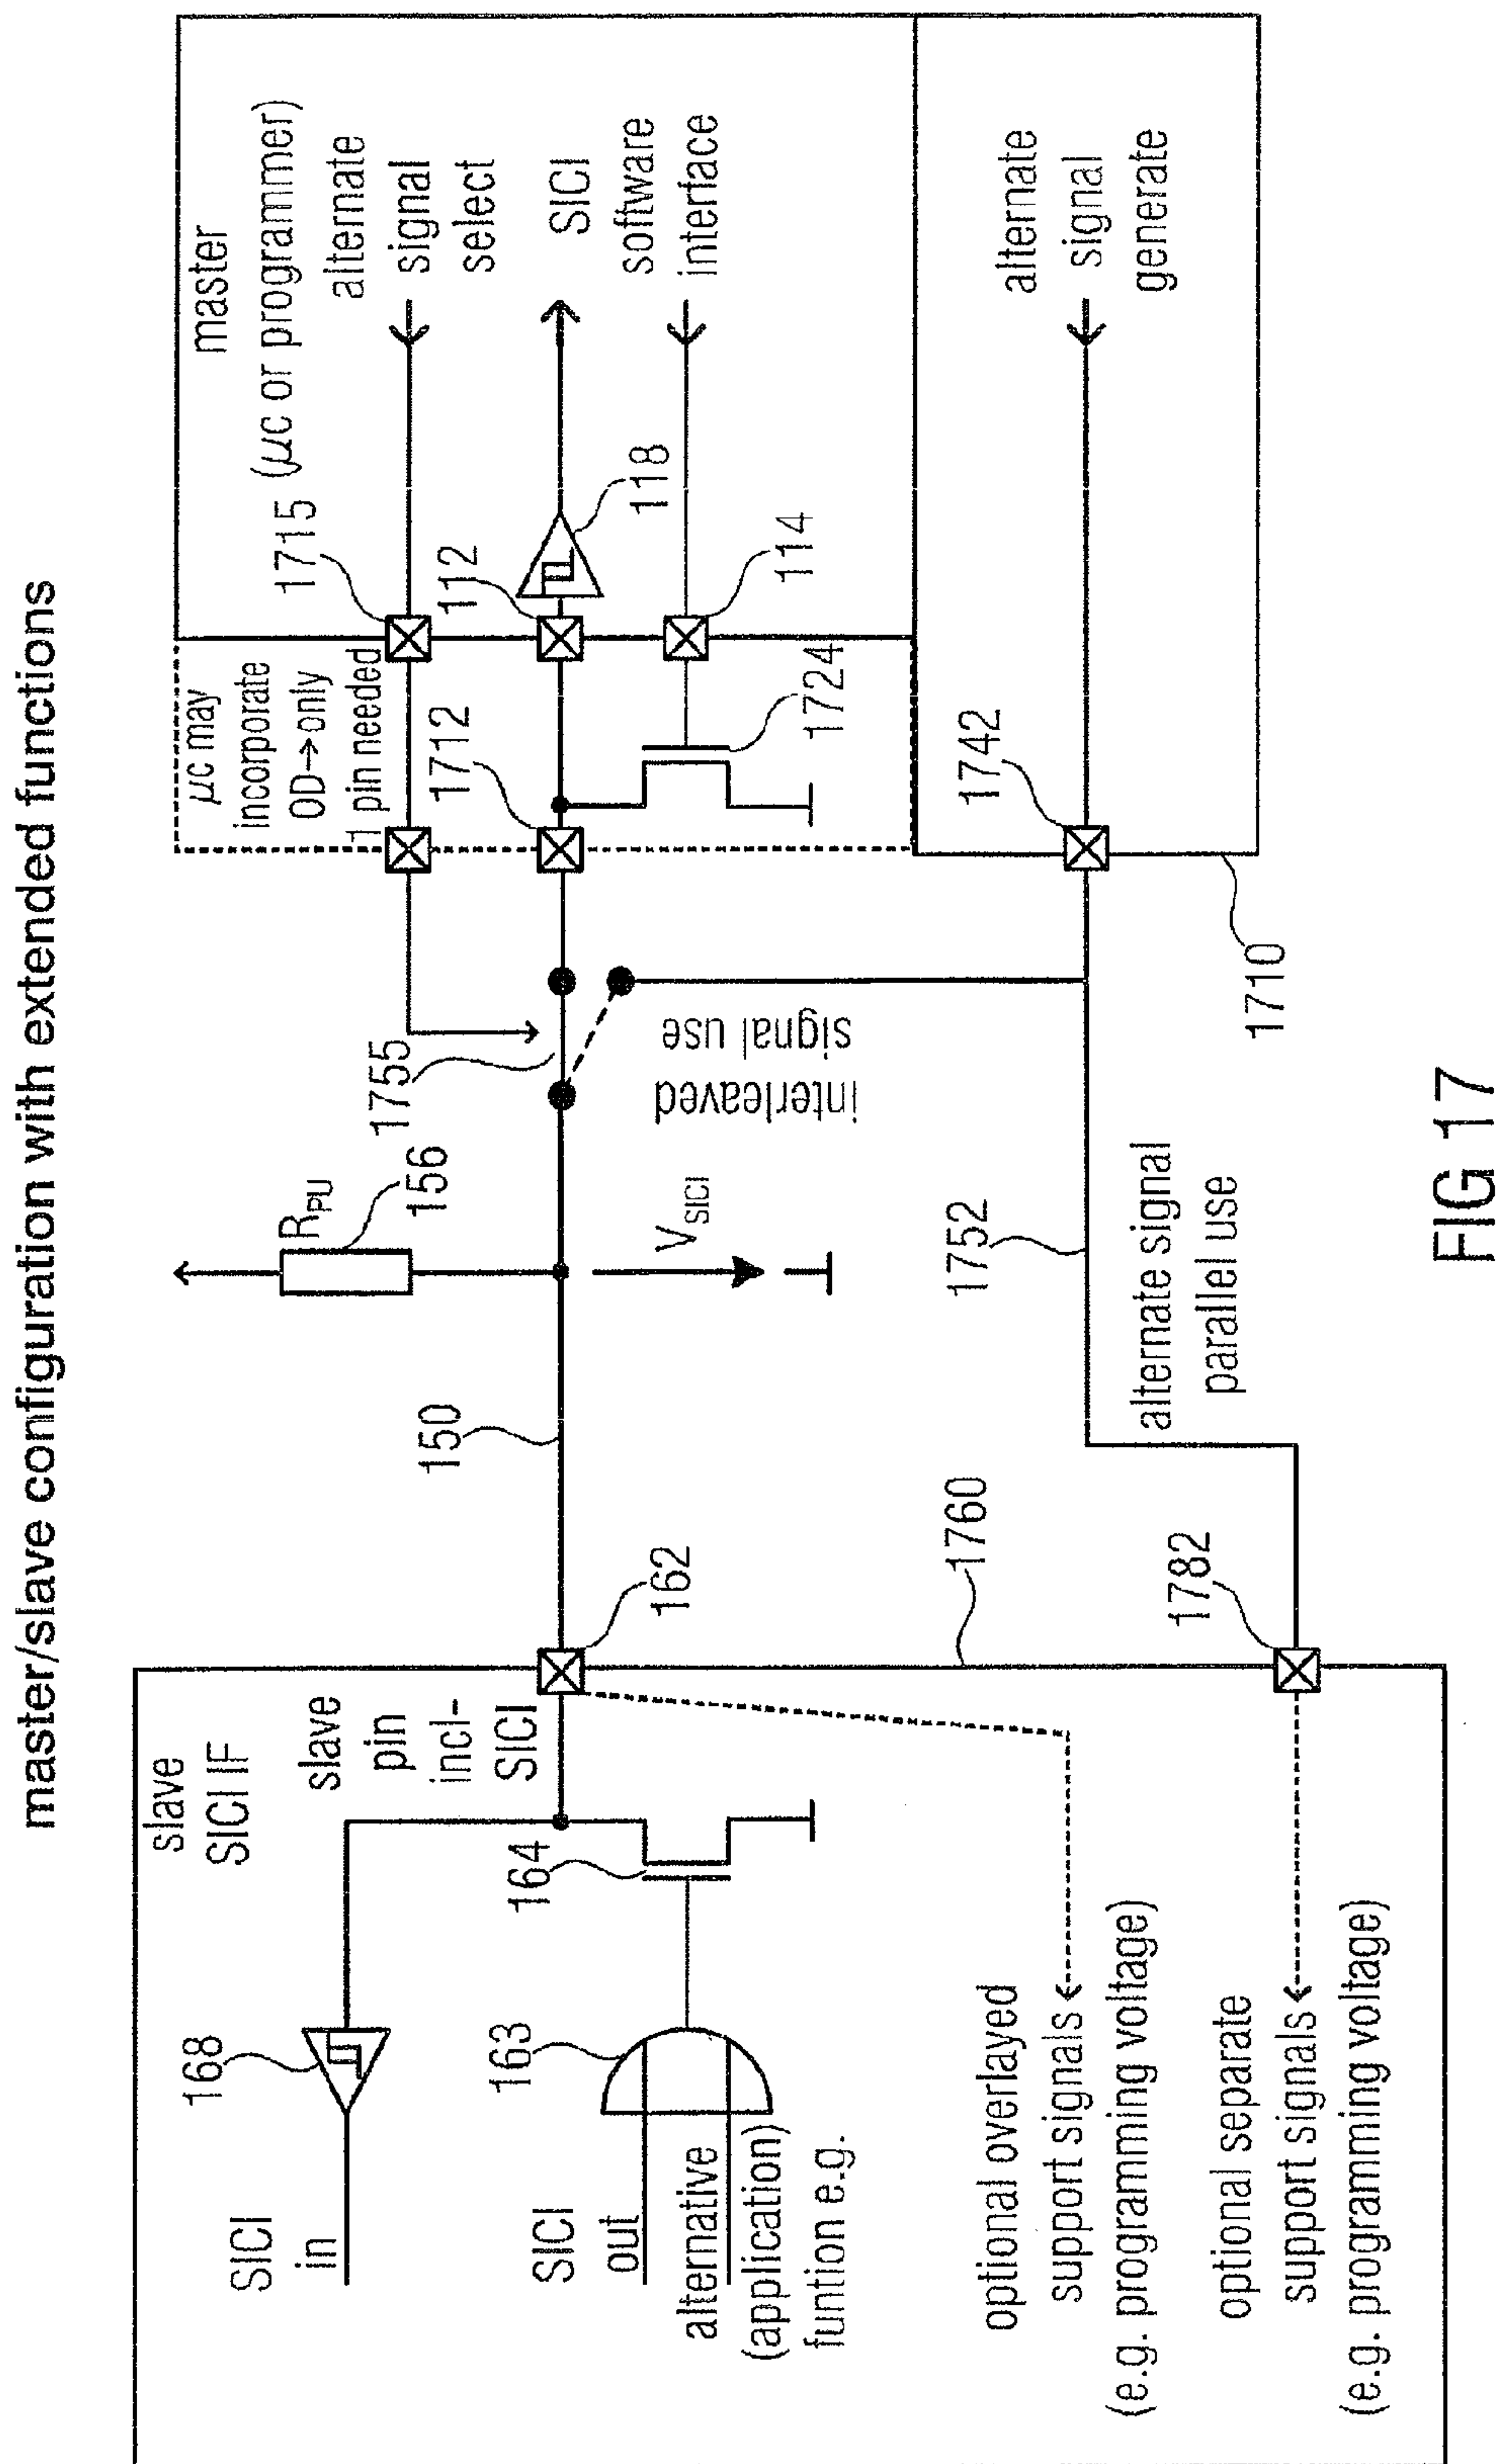 master/slave configuration with extended functions
slave
SICI IF
168
SICI
in
slave
pin
incl-
SICI
163
164
SICI
out
alternative
(application)
funtion e.g.
162
1760
optional overlayed
support signals
(e.g. programming voltage)
optional separate
support signals
(e.g. programming voltage)
1782
150
RPU
156
VSICI
1755
interleaved
signal use
1752
alternate signal
parallel use
µc may
incorporate
OD→only
1 pin needed
1712
1724
1715
112
118
114
master
(µc or programmer)
alternate
signal
select
SICI
software
interface
1742
1710
alternate
signal
generate
FIG 17